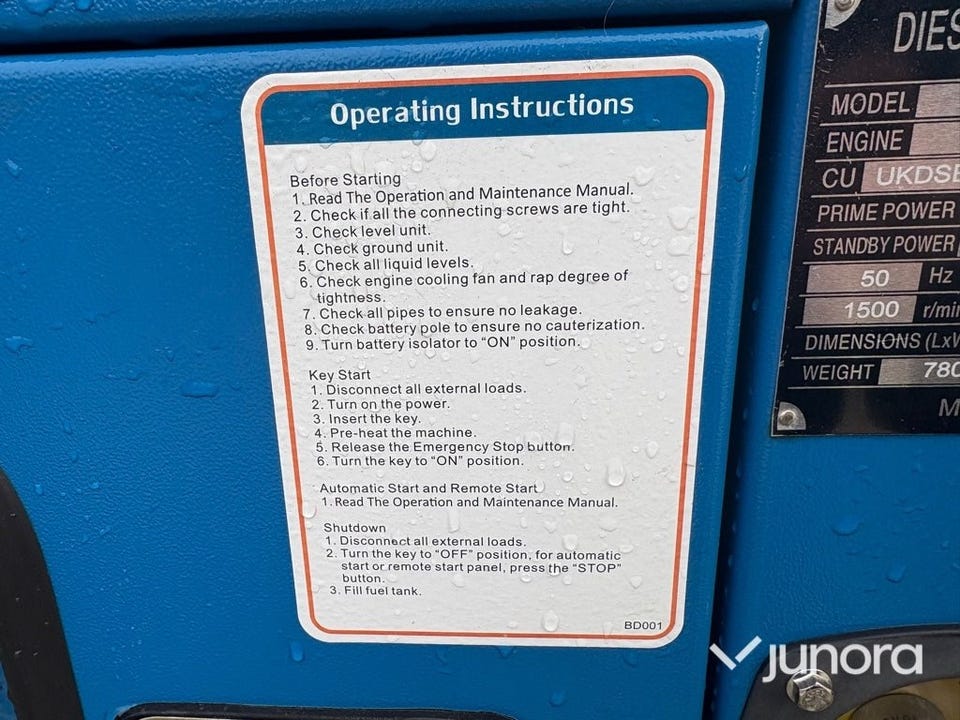 Operating Instructions
Before Starting
1. Read The Operation and Maintenance Manual.
2. Check if all the connecting screws are tight.
3. Check level unit.
4. Check ground unit.
5. Check all liquid levels.
6. Check engine cooling fan and rap degree of
tightness.
7. Check all pipes to ensure no leakage.
8. Check battery pole to ensure no cauterization.
9. Turn battery isolator to “ON” position.
Key Start
1. Disconnect all external loads.
2. Turn on the power.
3. Insert the key.
4. Pre-heat the machine.
5. Release the Emergency Stop button.
6. Turn the key to “ON” position.
Automatic Start and Remote Start
1. Read The Operation and Maintenance Manual.
Shutdown
1. Disconnect all external loads.
2. Turn the key to “OFF” position, for automatic
start or remote start panel, press the “STOP”
button.
3. Fill fuel tank.
BD001
DIES
MODEL
ENGINE
CU UKDSE
PRIME POWER
STANDBY POWER
50 Hz
1500 r/min
DIMENSIONS (LxW
WEIGHT 780
M
junora